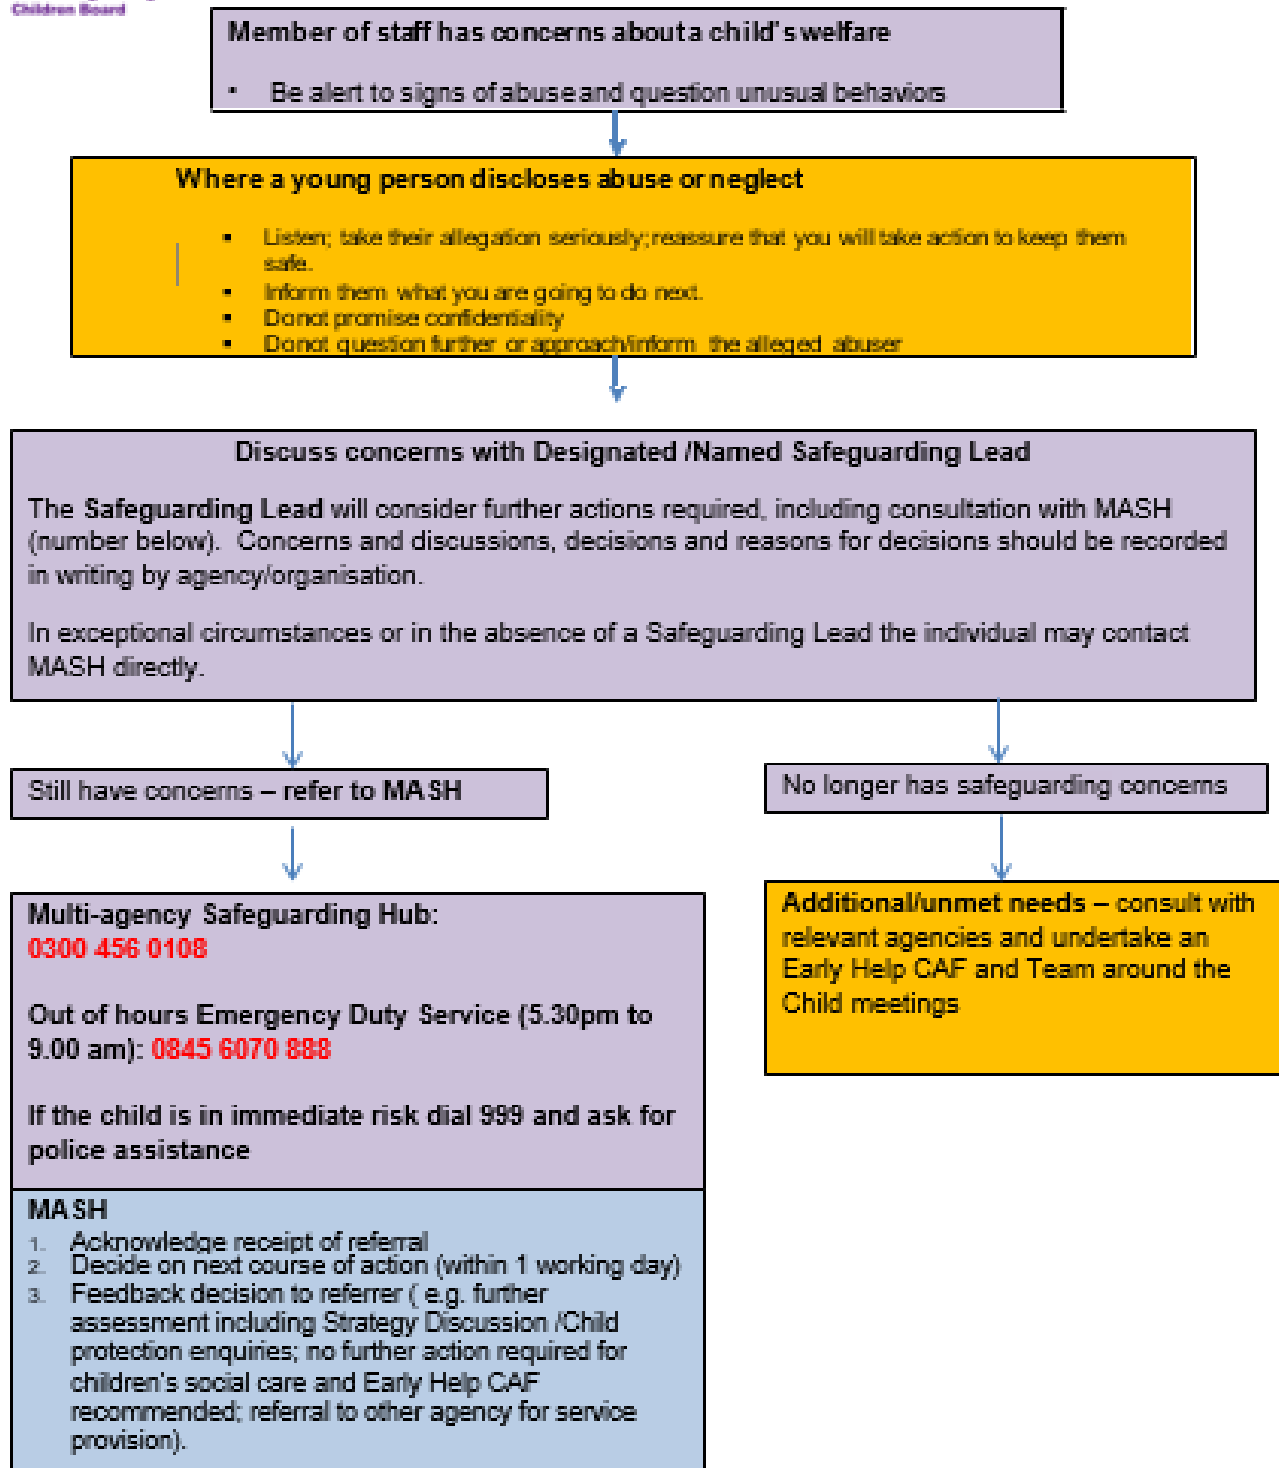 Children Board
Member of staff has concerns about a child's welfare
▪ Be alert to signs of abuse and question unusual behaviors
Where a young person discloses abuse or neglect
▪ Listen; take their allegation seriously; reassure that you will take action to keep them
safe.
▪ Inform them what you are going to do next.
▪ Do not promise confidentiality
▪ Do not question further or approach/inform the alleged abuser
Discuss concerns with Designated /Named Safeguarding Lead
The Safeguarding Lead will consider further actions required, including consultation with MASH
(number below). Concerns and discussions, decisions and reasons for decisions should be recorded
in writing by agency/organisation.
In exceptional circumstances or in the absence of a Safeguarding Lead the individual may contact
MASH directly.
Still have concerns – refer to MASH
No longer has safeguarding concerns
Multi-agency Safeguarding Hub:
0300 456 0108
Out of hours Emergency Duty Service (5.30pm to
9.00 am): 0845 6070 888
If the child is in immediate risk dial 999 and ask for
police assistance
Additional/unmet needs – consult with
relevant agencies and undertake an
Early Help CAF and Team around the
Child meetings
MASH
1. Acknowledge receipt of referral
2. Decide on next course of action (within 1 working day)
3. Feedback decision to referrer ( e.g. further
assessment including Strategy Discussion /Child
protection enquiries; no further action required for
children's social care and Early Help CAF
recommended; referral to other agency for service
provision).